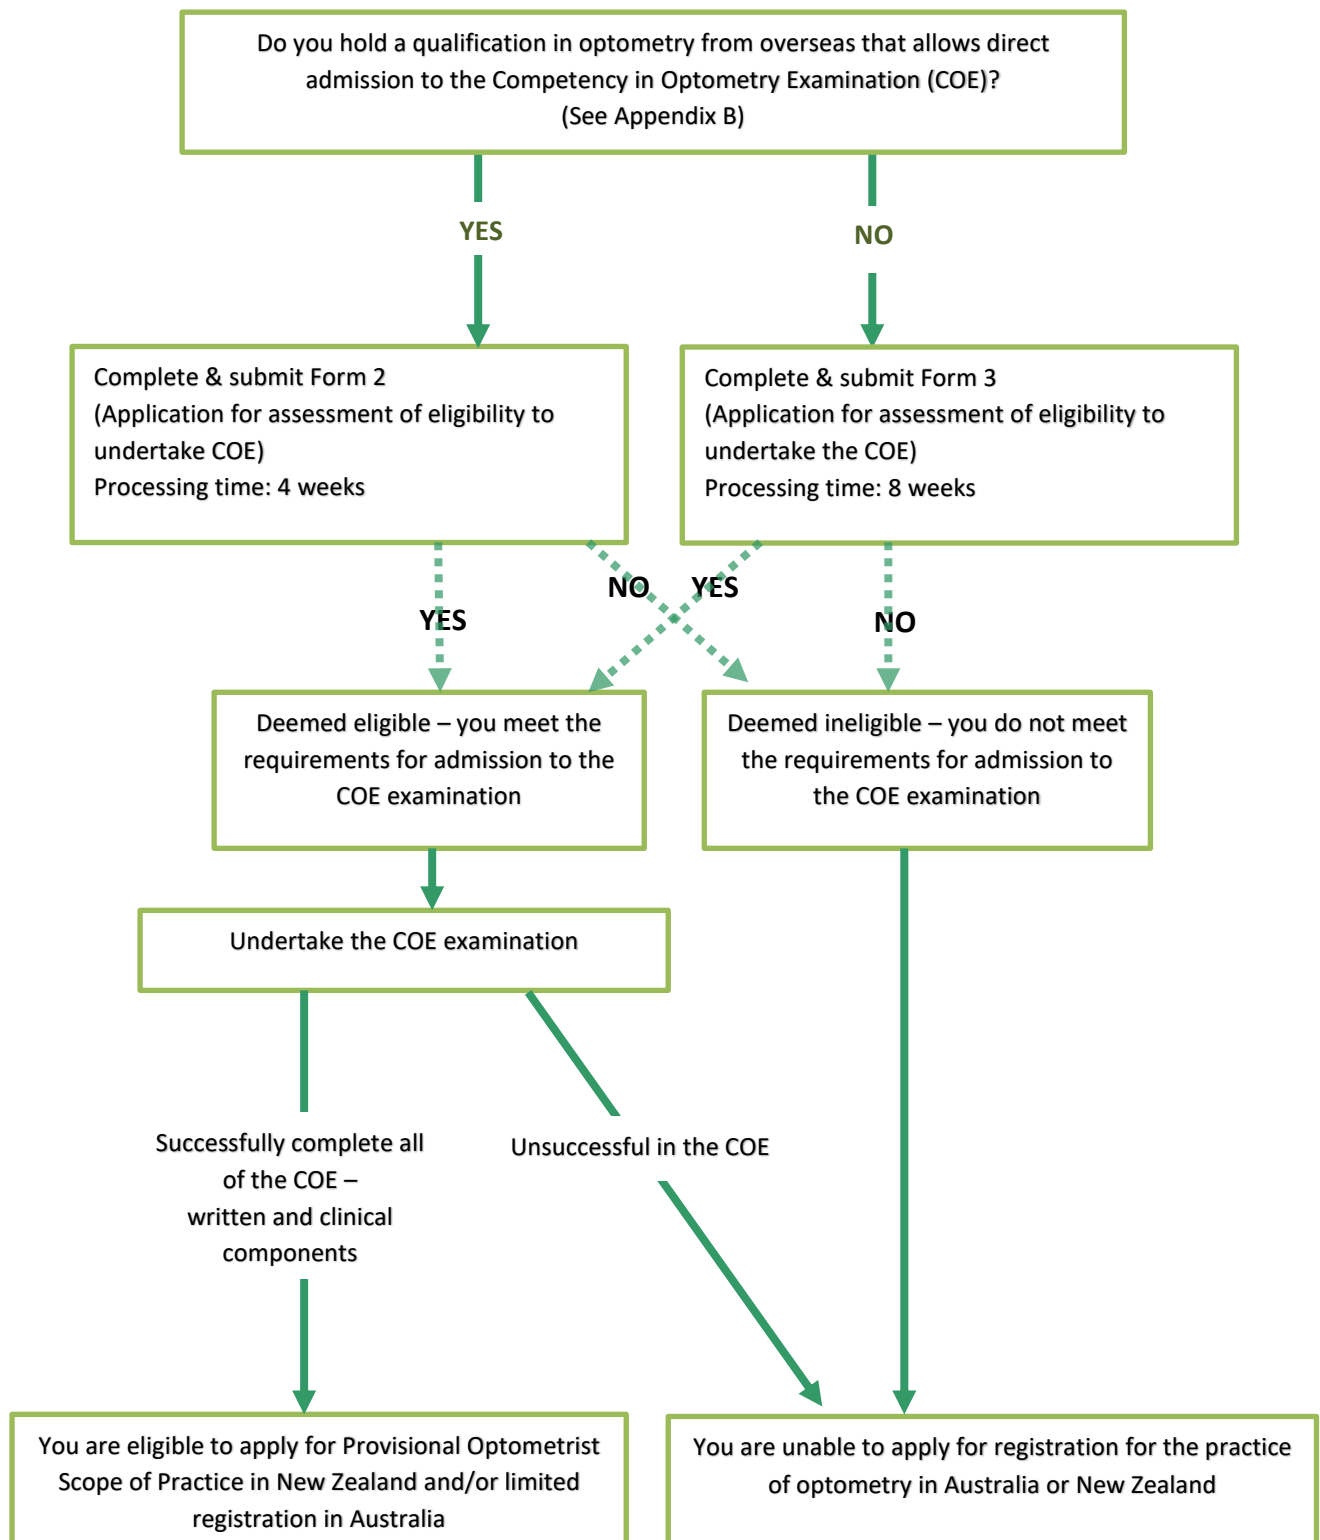 Do you hold a qualification in optometry from overseas that allows direct
admission to the Competency in Optometry Examination (COE)?
(See Appendix B)
YES
NO
Complete & submit Form 2
(Application for assessment of eligibility to
undertake COE)
Processing time: 4 weeks
Complete & submit Form 3
(Application for assessment of eligibility to
undertake the COE)
Processing time: 8 weeks
NO
YES
YES
NO
Deemed eligible – you meet the
requirements for admission to the
COE examination
Deemed ineligible – you do not meet
the requirements for admission to
the COE examination
Undertake the COE examination
Successfully complete all
of the COE –
written and clinical
components
Unsuccessful in the COE
You are eligible to apply for Provisional Optometrist
Scope of Practice in New Zealand and/or limited
registration in Australia
You are unable to apply for registration for the practice
of optometry in Australia or New Zealand